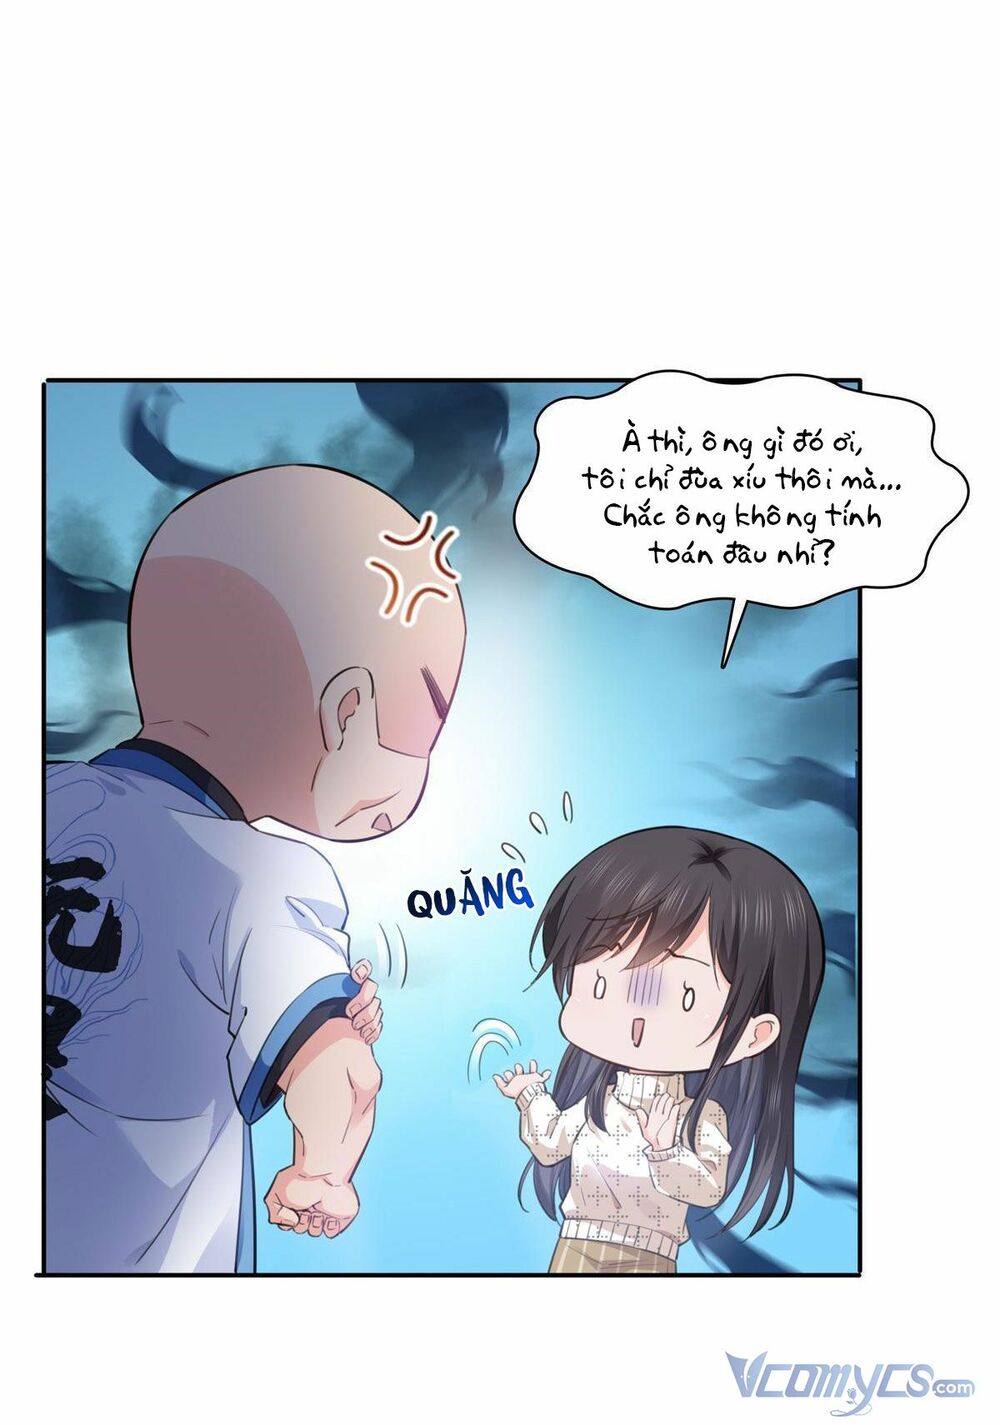 À thì, ông gì đó ơi,
tôi chỉ đùa xíu thôi mà...
Chắc ông không tính
toán đâu nhỉ?
QUĂNG
Vcomycs.com